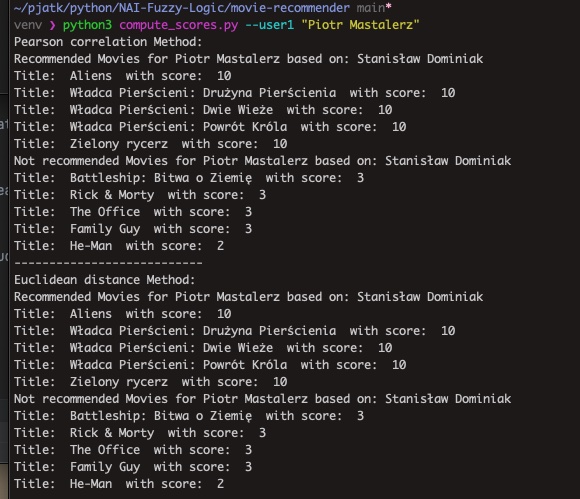 ~/pjatk/python/NAI-Fuzzy-Logic/movie-recommender main*
venv ❯ python3 compute_scores.py --user1 "Piotr Mastalerz"
Pearson correlation Method:
Recommended Movies for Piotr Mastalerz based on: Stanisław Dominiak
Title:  Aliens  with score:  10
Title:  Władca Pierścieni: Drużyna Pierścienia  with score:  10
Title:  Władca Pierścieni: Dwie Wieże  with score:  10
Title:  Władca Pierścieni: Powrót Króla  with score:  10
Title:  Zielony rycerz  with score:  10
Not recommended Movies for Piotr Mastalerz based on: Stanisław Dominiak
Title:  Battleship: Bitwa o Ziemię  with score:  3
Title:  Rick & Morty  with score:  3
Title:  The Office  with score:  3
Title:  Family Guy  with score:  3
Title:  He-Man  with score:  2
---------------------------
Euclidean distance Method:
Recommended Movies for Piotr Mastalerz based on: Stanisław Dominiak
Title:  Aliens  with score:  10
Title:  Władca Pierścieni: Drużyna Pierścienia  with score:  10
Title:  Władca Pierścieni: Dwie Wieże  with score:  10
Title:  Władca Pierścieni: Powrót Króla  with score:  10
Title:  Zielony rycerz  with score:  10
Not recommended Movies for Piotr Mastalerz based on: Stanisław Dominiak
Title:  Battleship: Bitwa o Ziemię  with score:  3
Title:  Rick & Morty  with score:  3
Title:  The Office  with score:  3
Title:  Family Guy  with score:  3
Title:  He-Man  with score:  2